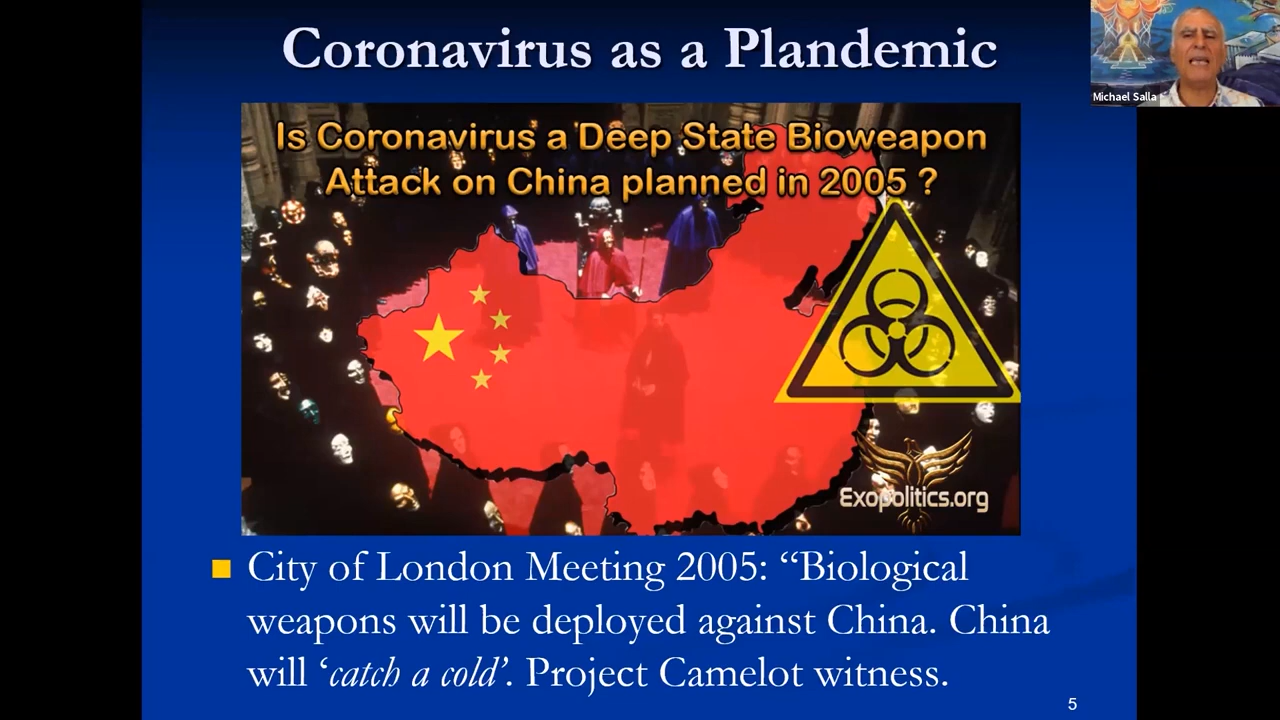 Coronavirus as a Plandemic
Michael Salla
Is Coronavirus a Deep State Bioweapon
Attack on China planned in 2005 ?
Exopolitics.org
City of London Meeting 2005: “Biological
weapons will be deployed against China. China
will ‘catch a cold’. Project Camelot witness.
5